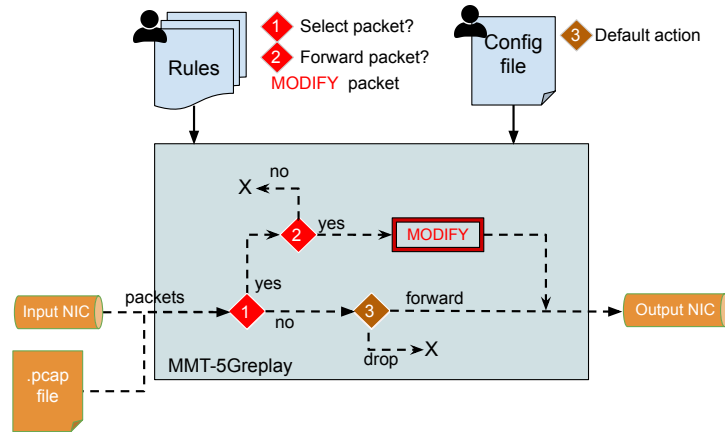 Rules
1 Select packet?
2 Forward packet?
MODIFY packet
Config
file
3 Default action
no
X
2
yes
MODIFY
yes
packets
Input NIC
1
no
3
forward
Output NIC
drop
X
MMT-5Greplay
.pcap
file